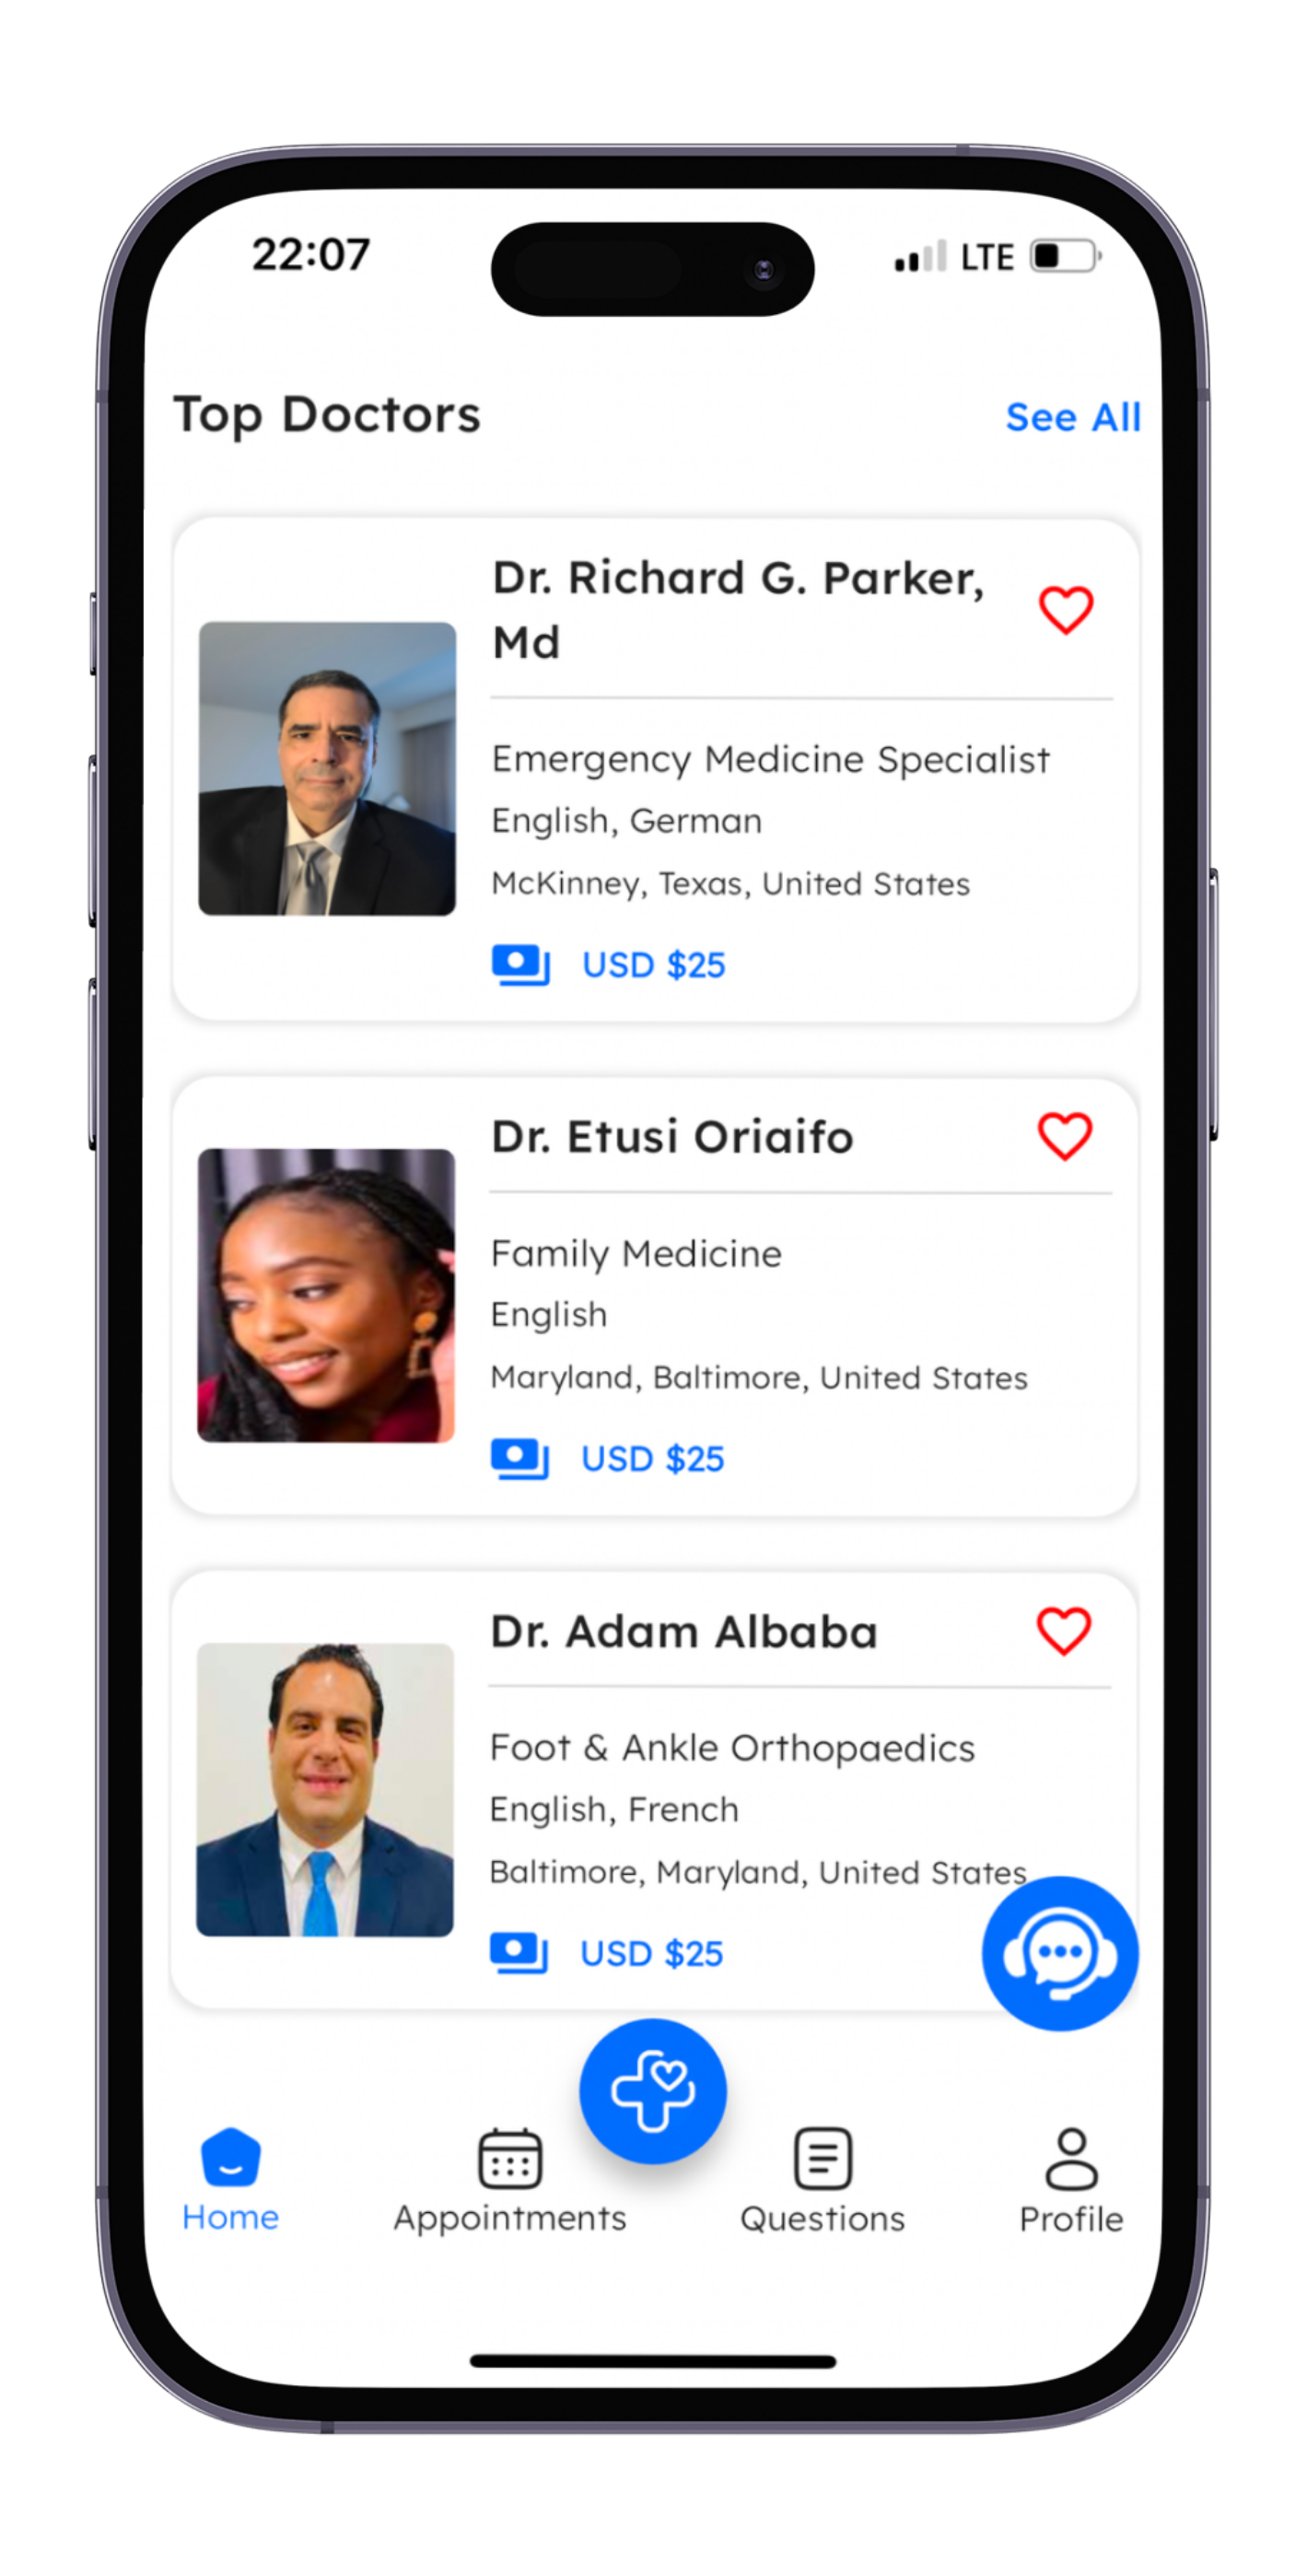 22:07
LTE
Top Doctors
See All
Dr. Richard G. Parker,
Md
Emergency Medicine Specialist
English, German
McKinney, Texas, United States
USD $25
Dr. Etusi Oriaifo
Family Medicine
English
Maryland, Baltimore, United States
USD $25
Dr. Adam Albaba
Foot & Ankle Orthopaedics
English, French
Baltimore, Maryland, United States
USD $25
Home
Appointments
Questions
Profile